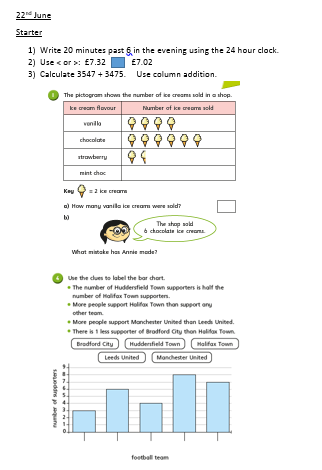 22nd June
Starter
1) Write 20 minutes past 6 in the evening using the 24 hour clock.
2) Use < or >: £7.32 £7.02
3) Calculate 3547 + 3475. Use column addition.
The pictogram shows the number of ice creams sold in a shop.
Ice cream flavour Number of ice creams sold
vanilla
chocolate
strawberry
mint choc
Key = 2 ice creams
a) How many vanilla ice creams were sold?
b)
The shop sold
6 chocolate ice creams.
What mistake has Annie made?
Use the clues to label the bar chart.
• The number of Huddersfield Town supporters is half the
number of Halifax Town supporters.
• More people support Halifax Town than support any
other team.
• More people support Manchester United than Leeds United.
• There is 1 less supporter of Bradford City than Halifax Town.
Bradford City Huddersfield Town Halifax Town
Leeds United Manchester United
number of supporters
9
8
7
6
5
4
3
2
1
0
football team